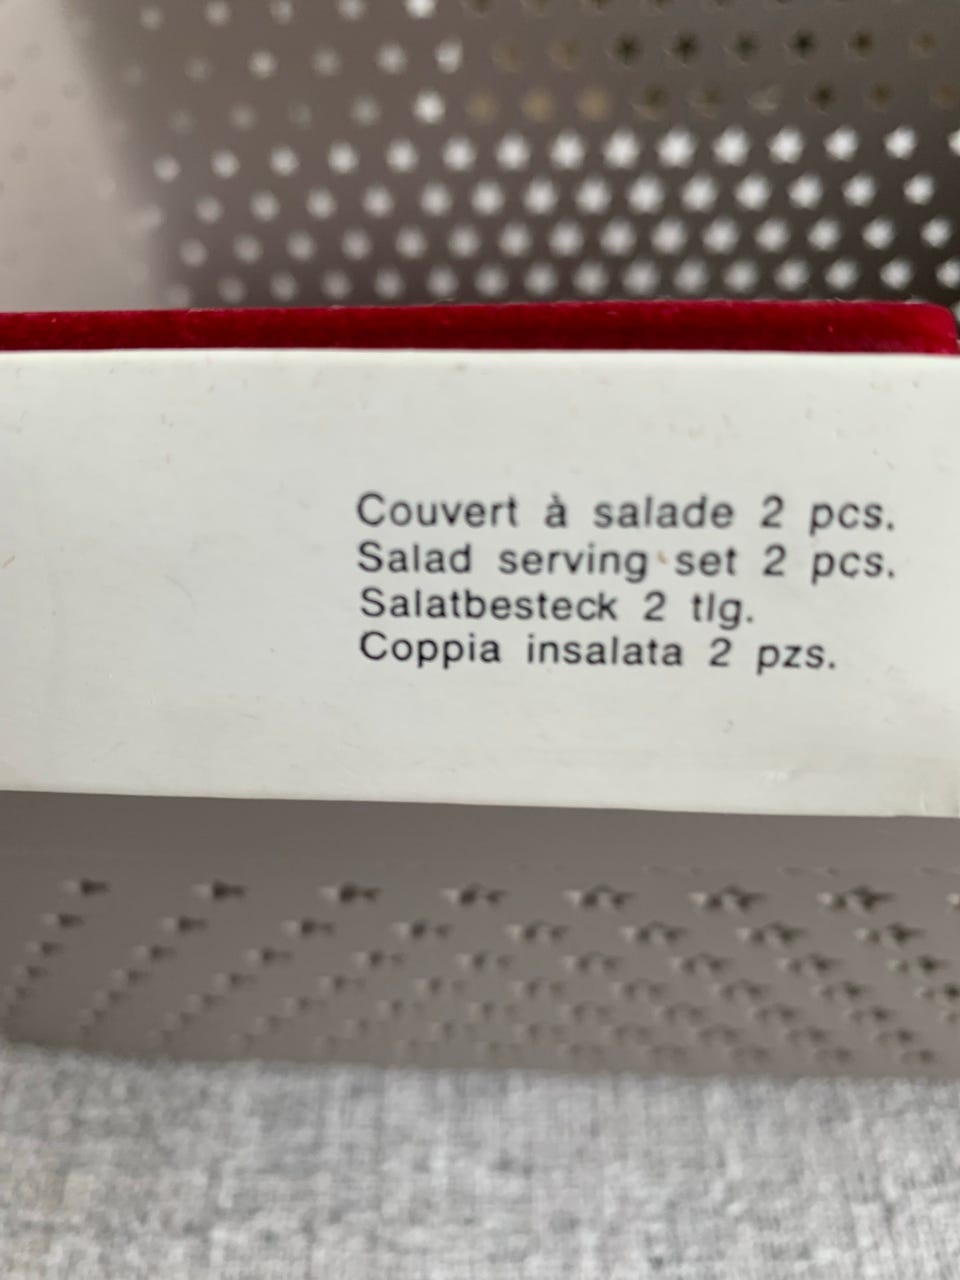 Couvert à salade 2 pcs.
Salad serving set 2 pcs.
Salatbesteck 2 tlg.
Coppia insalata 2 pzs.